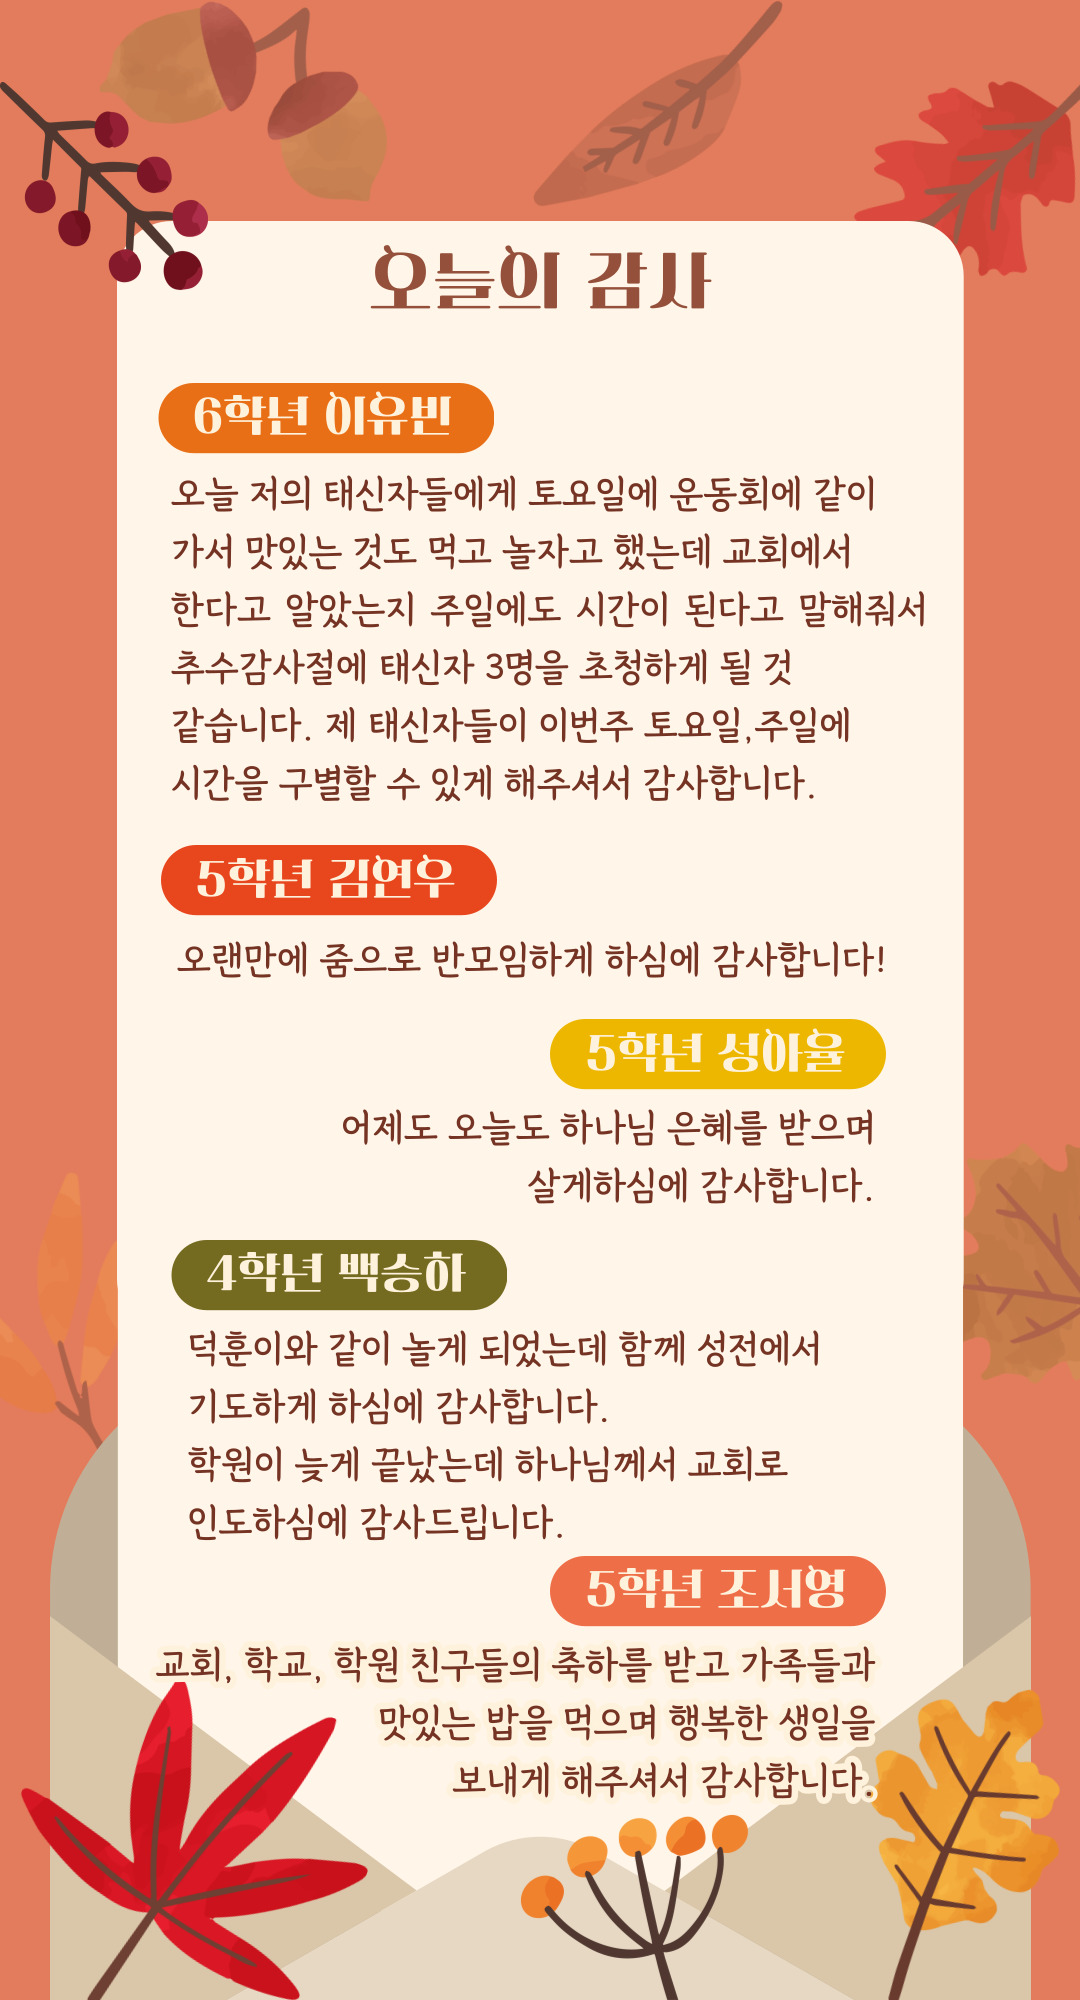 오늘의 감사
6학년 이유빈
오늘 저의 태신자들에게 토요일에 운동회에 같이
가서 맛있는 것도 먹고 놀자고 했는데 교회에서
한다고 알았는지 주일에도 시간이 된다고 말해줘서
추수감사절에 태신자 3명을 초청하게 될 것
같습니다. 제 태신자들이 이번주 토요일,주일에
시간을 구별할 수 있게 해주셔서 감사합니다.
5학년 김연우
오랜만에 줌으로 반모임하게 하심에 감사합니다!
5학년 성아율
어제도 오늘도 하나님 은혜를 받으며
살게하심에 감사합니다.
4학년 백승하
덕훈이와 같이 놀게 되었는데 함께 성전에서
기도하게 하심에 감사합니다.
학원이 늦게 끝났는데 하나님께서 교회로
인도하심에 감사드립니다.
5학년 조서영
교회, 학교, 학원 친구들의 축하를 받고 가족들과
맛있는 밥을 먹으며 행복한 생일을
보내게 해주셔서 감사합니다.